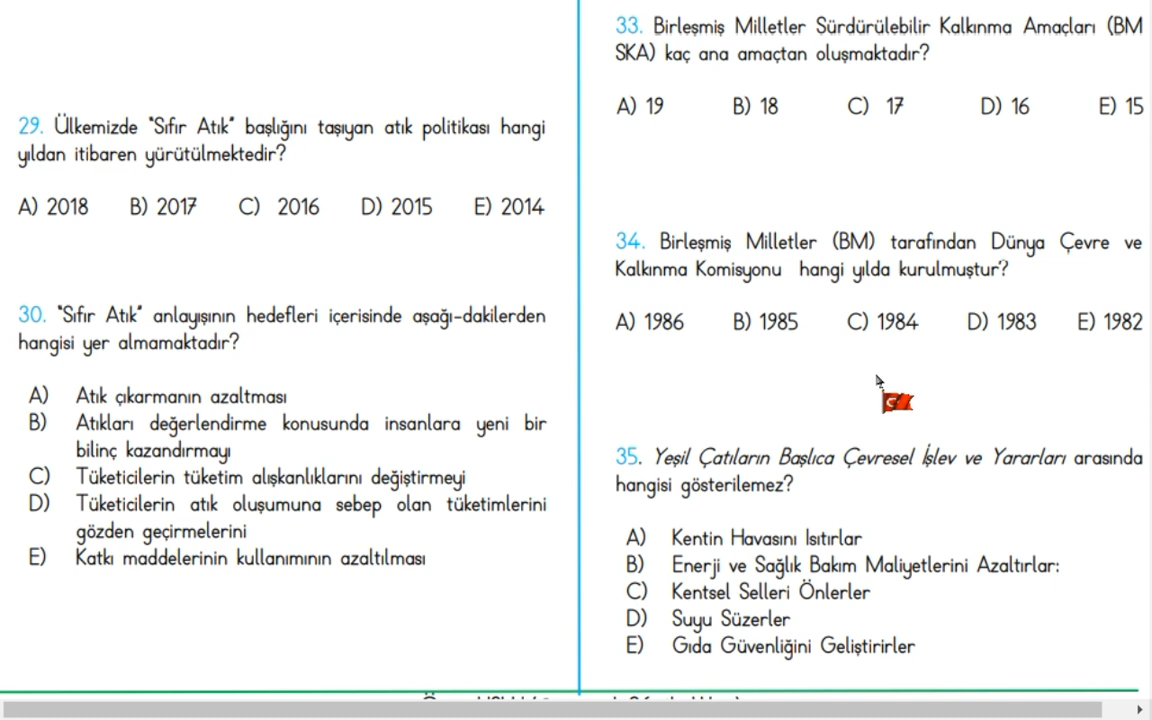 29. Ülkemizde "Sıfır Atık" başlığını taşıyan atık politikası hangi
yıldan itibaren yürütülmektedir?
A) 2018 B) 2017 C) 2016 D) 2015 E) 2014
30. "Sıfır Atık" anlayışının hedefleri içerisinde aşağı-dakilerden
hangisi yer almamaktadır?
A) Atık çıkarmanın azaltması
B) Atıkları değerlendirme konusunda insanlara yeni bir
bilinç kazandırmayı
C) Tüketicilerin tüketim alışkanlıklarını değiştirmeyi
D) Tüketicilerin atık oluşumuna sebep olan tüketimlerini
gözden geçirmelerini
E) Katkı maddelerinin kullanımının azaltılması
33. Birleşmiş Milletler Sürdürülebilir Kalkınma Amaçları (BM
SKA) kaç ana amaçtan oluşmaktadır?
A) 19 B) 18 C) 17 D) 16 E) 15
34. Birleşmiş Milletler (BM) tarafından Dünya Çevre ve
Kalkınma Komisyonu hangi yılda kurulmuştur?
A) 1986 B) 1985 C) 1984 D) 1983 E) 1982
35. Yeşil Çatıların Başlıca Çevresel İşlev ve Yararları arasında
hangisi gösterilemez?
A) Kentin Havasını Isıtırlar
B) Enerji ve Sağlık Bakım Maliyetlerini Azaltırlar:
C) Kentsel Selleri Önlerler
D) Suyu Süzerler
E) Gıda Güvenliğini Geliştirirler